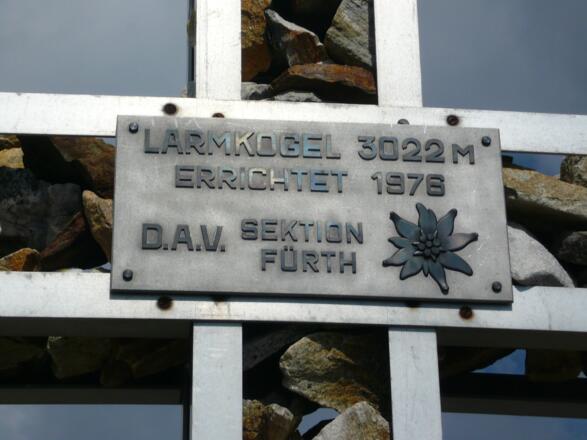 LARMKOGEL 3022 M
ERRICHTET 1976
D.A.V. SEKTION
FÜRTH